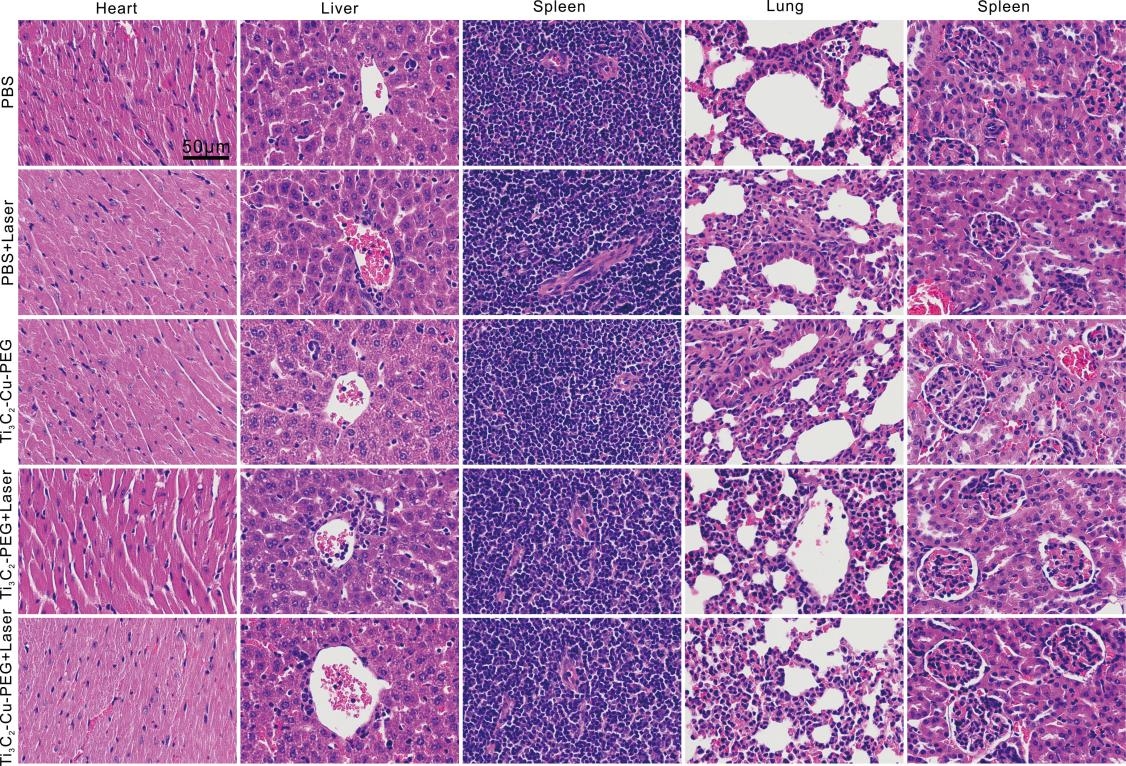 Heart Liver Spleen Lung Spleen
PBS
50μm
PBS+Laser
Ti₃C₂-Cu-PEG
Ti₃C₂-PEG+Laser
Ti₃C₂-Cu-PEG+Laser